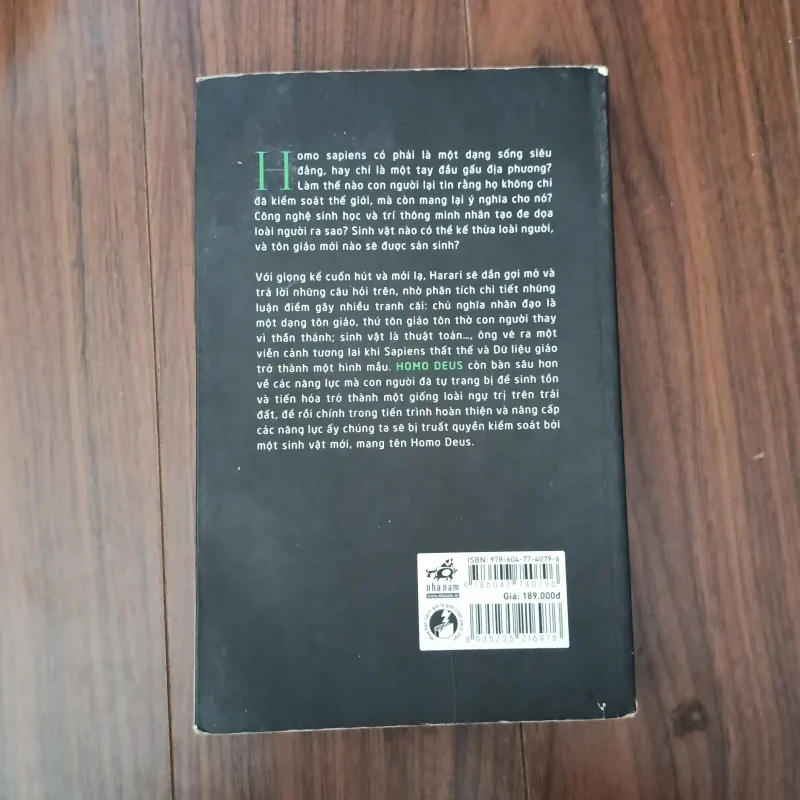 Homo sapiens có phải là một dạng sống siêu
đẳng, hay chỉ là một tay đầu gấu địa phương?
Làm thế nào con người lại tin rằng họ không chỉ
đã kiểm soát thế giới, mà còn mang lại ý nghĩa cho nó?
Công nghệ sinh học và trí thông minh nhân tạo đe dọa
loài người ra sao? Sinh vật nào có thể kế thừa loài người,
và tôn giáo mới nào sẽ được sản sinh?
Với giọng kể cuốn hút và mới lạ, Harari sẽ dần gợi mở và
trả lời những câu hỏi trên, nhờ phân tích chi tiết những
luận điểm gây nhiều tranh cãi: chủ nghĩa nhân đạo là
một dạng tôn giáo, thứ tôn giáo tôn thờ con người thay
vì thần thánh; sinh vật là thuật toán..., ông vẽ ra một
viễn cảnh tương lai khi Sapiens thất thế và Dữ liệu giáo
trở thành một hình mẫu. HOMO DEUS còn bàn sâu hơn
về các năng lực mà con người đã tự trang bị để sinh tồn
và tiến hóa trở thành một giống loài ngự trị trên trái
đất, để rồi chính trong tiến trình hoàn thiện và nâng cấp
các năng lực ấy chúng ta sẽ bị truất quyền kiểm soát bởi
một sinh vật mới, mang tên Homo Deus.
ISBN: 978-604-77-4079-6
nhã nam
9 786047 740796
Giá: 189.000đ
8 935235 216976